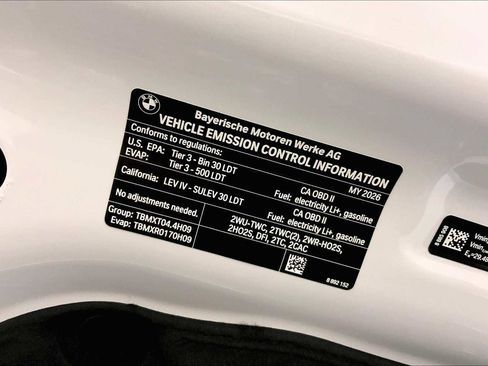 BMW
Bayerische Motoren Werke AG
VEHICLE EMISSION CONTROL INFORMATION
Conforms to regulations: MY 2026
U.S. EPA: Tier 3 - Bin 30 LDT CA OBD II
EVAP: Tier 3 - 500 LDT Fuel: electricity Li+, gasoline
California: LEV IV - SULEV 30 LDT CA OBD II
Fuel: electricity Li+, gasoline
No adjustments needed. 2WU-TWC, 2TWC(2), 2WR-HO2S,
Group: TBMXT04.4H09 2HO2S, DFI, 2TC, 2CAC
Evap: TBMXR0170H09
8 892 152